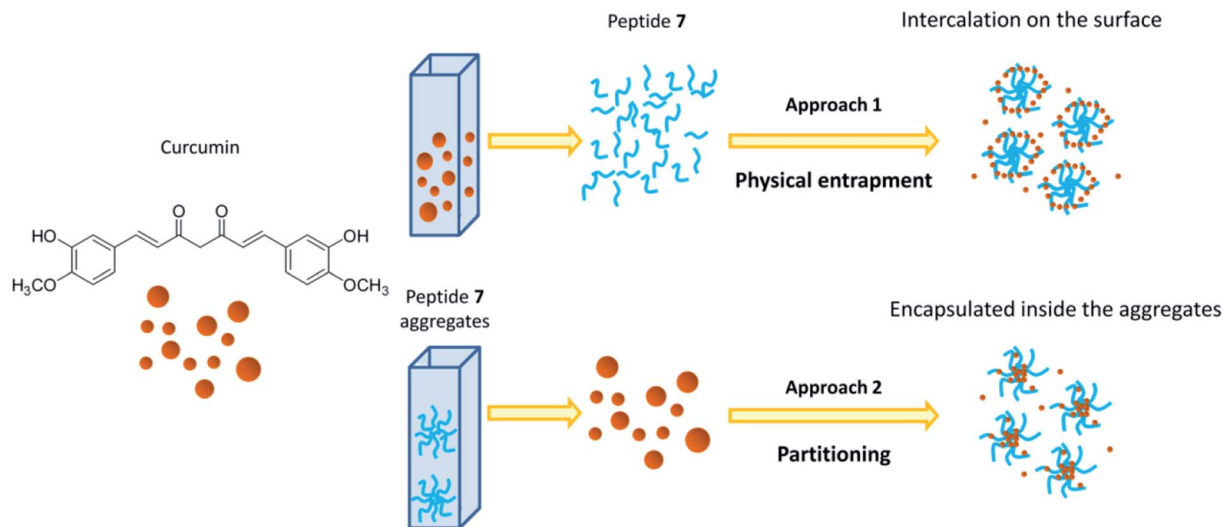 Peptide 7
Intercalation on the surface
Approach 1
Physical entrapment
Curcumin
O
O
HO
OH
H₃CO
OCH₃
Peptide 7
aggregates
Encapsulated inside the aggregates
Approach 2
Partitioning